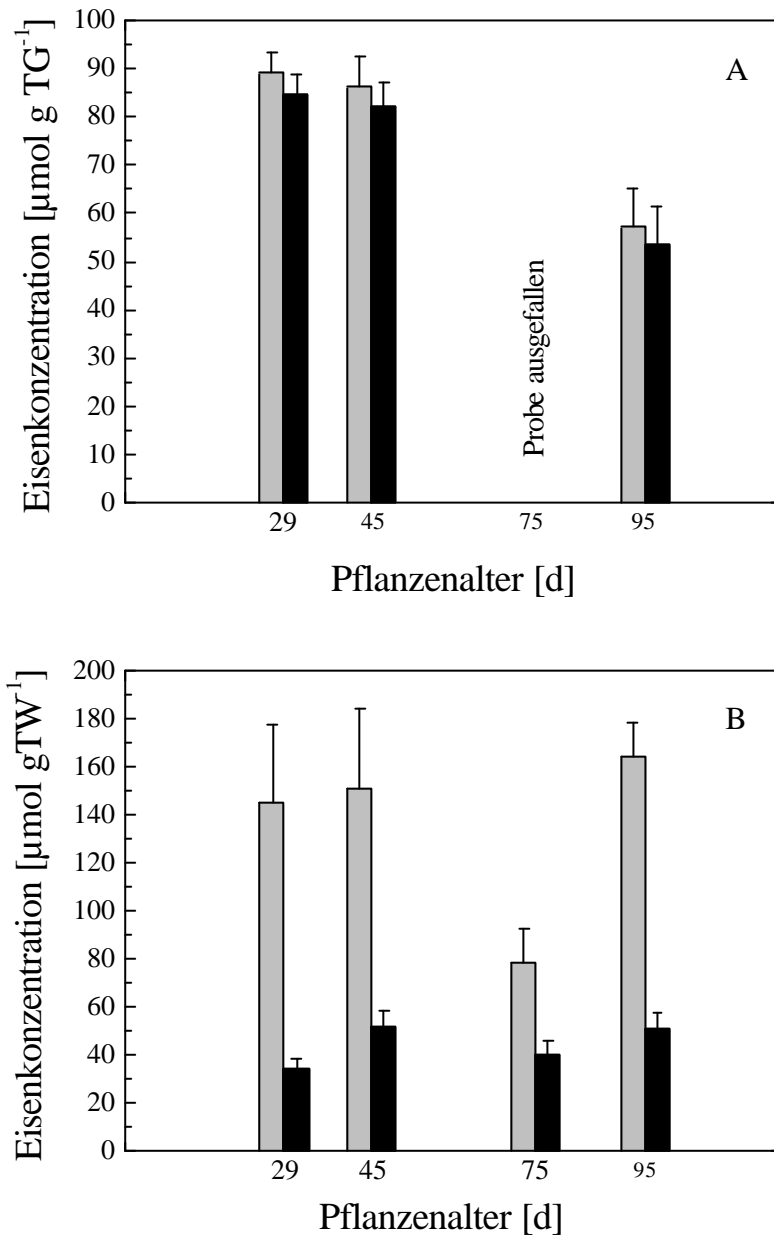 100
90
80
70
60
50
40
30
20
10
0
Eisenkonzentration [µmol g TG⁻¹]
A
Probe ausgefallen
29 45 75 95
Pflanzenalter [d]
200
180
160
140
120
100
80
60
40
20
0
Eisenkonzentration [µmol gTW⁻¹]
B
29 45 75 95
Pflanzenalter [d]